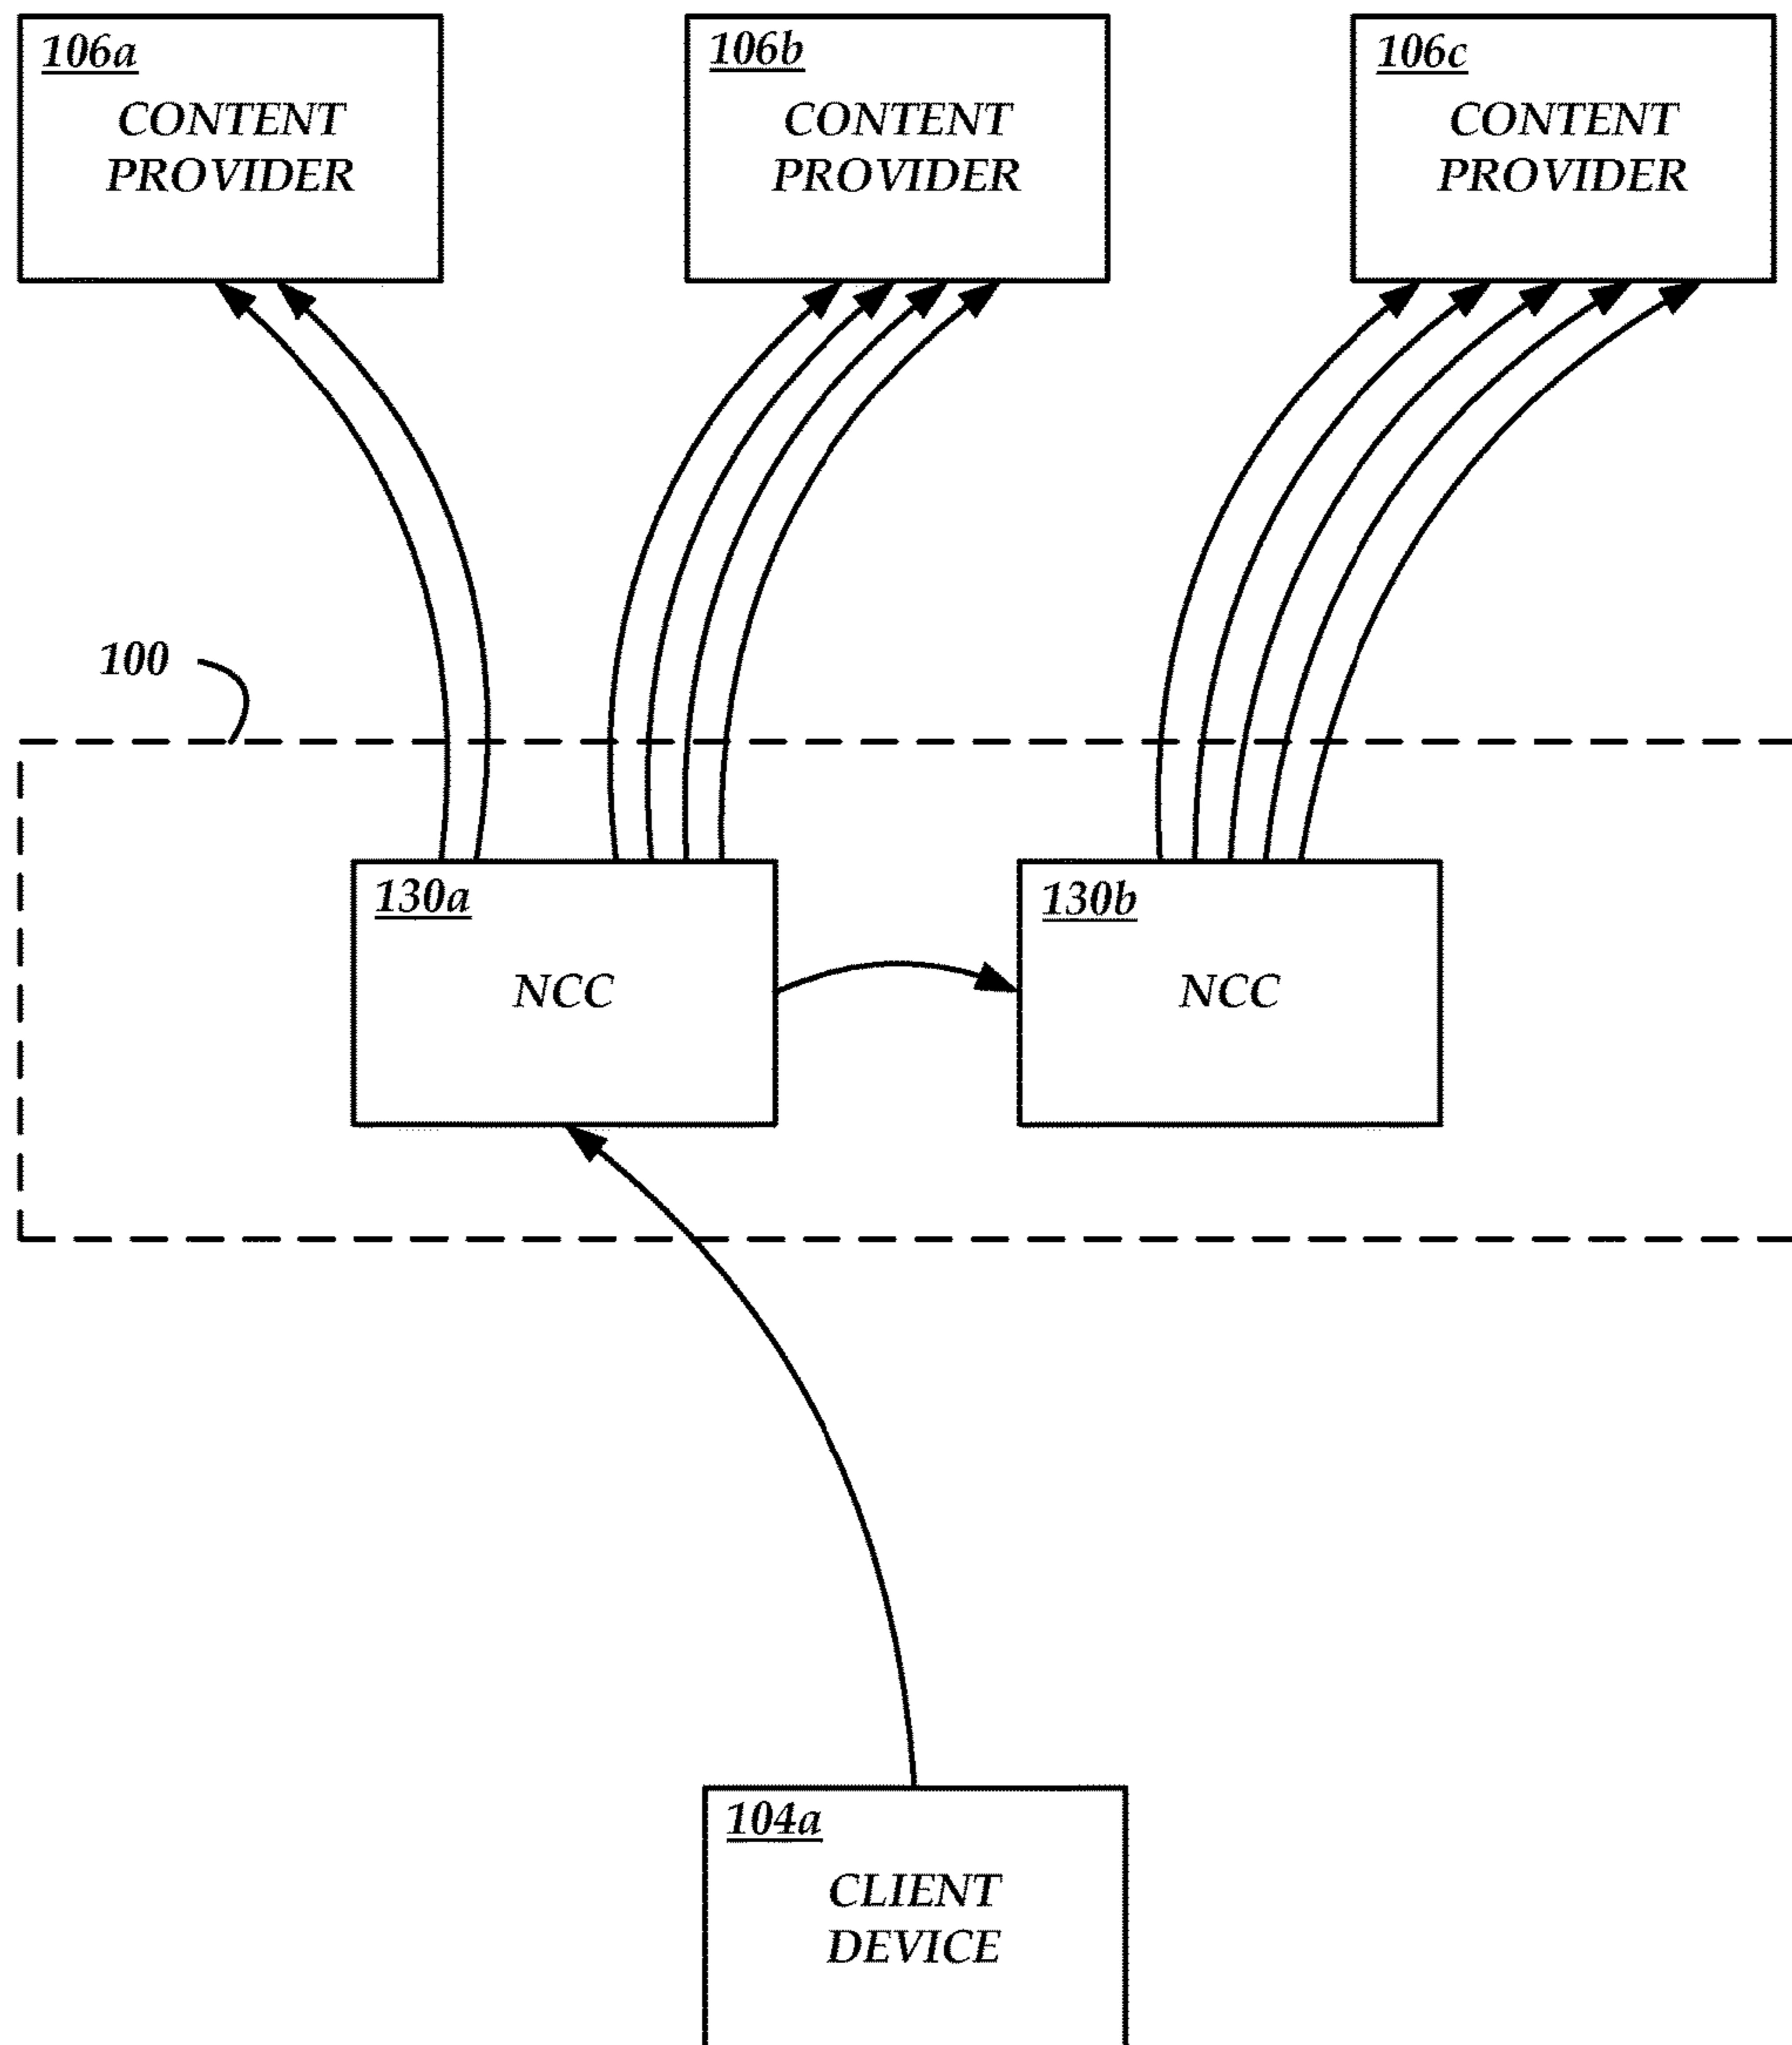 106a
CONTENT
PROVIDER
106b
CONTENT
PROVIDER
106c
CONTENT
PROVIDER
100
130a
NCC
130b
NCC
104a
CLIENT
DEVICE